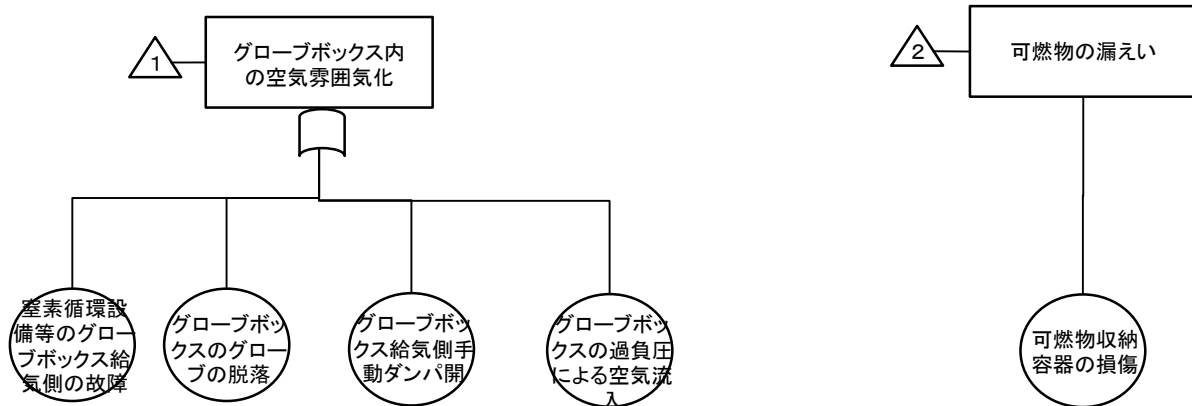 1
グローブボックス内
の空気雰囲気化
2
可燃物の漏えい
窒素循環設
備等のグロー
ブボックス給
気側の故障
グローブボッ
クスのグロー
ブの脱落
グローブボッ
クス給気側手
動ダンパ開
グローブボッ
クスの過負圧
による空気流
入
可燃物収納
容器の損傷